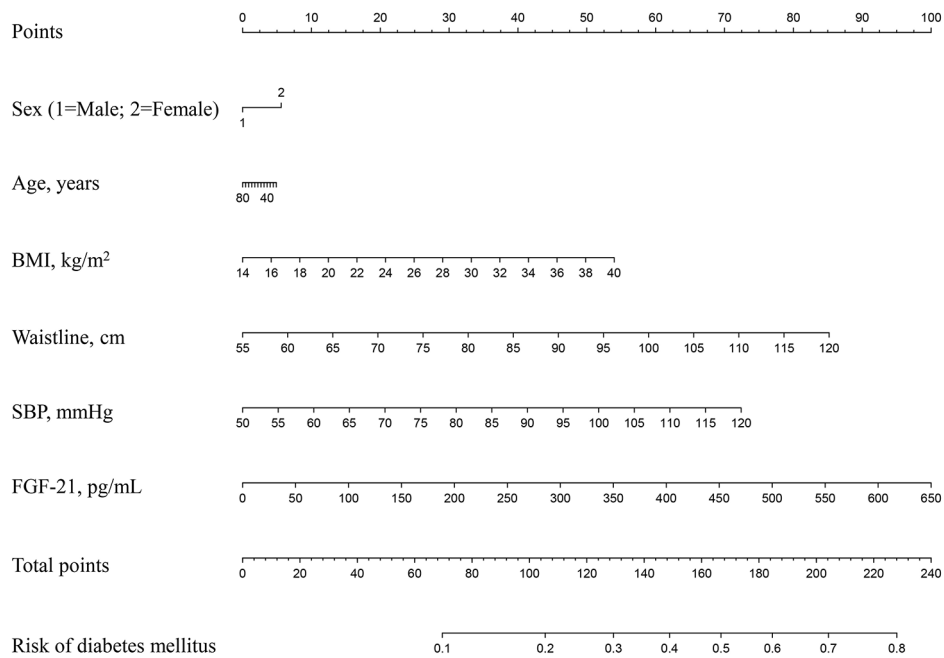 Points 0 10 20 30 40 50 60 70 80 90 100
Sex (1=Male; 2=Female) 1 2
Age, years 80 40
BMI, kg/m² 14 16 18 20 22 24 26 28 30 32 34 36 38 40
Waistline, cm 55 60 65 70 75 80 85 90 95 100 105 110 115 120
SBP, mmHg 50 55 60 65 70 75 80 85 90 95 100 105 110 115 120
FGF-21, pg/mL 0 50 100 150 200 250 300 350 400 450 500 550 600 650
Total points 0 20 40 60 80 100 120 140 160 180 200 220 240
Risk of diabetes mellitus 0.1 0.2 0.3 0.4 0.5 0.6 0.7 0.8